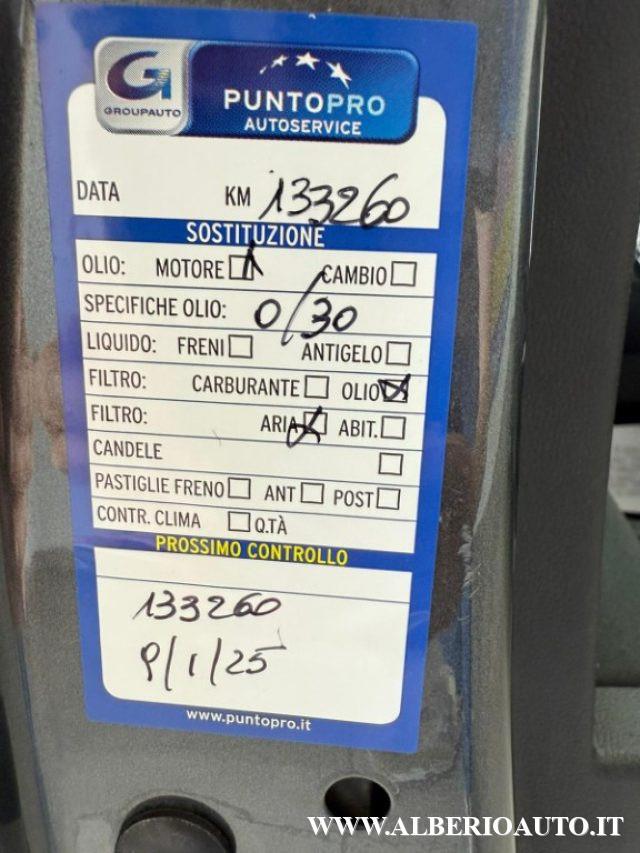 GROUPAUTO
PUNTOPRO
AUTOSERVICE
DATA KM 133260
SOSTITUZIONE
OLIO: MOTORE CAMBIO
SPECIFICHE OLIO: 0/30
LIQUIDO: FRENI ANTIGELO
FILTRO: CARBURANTE OLIO
FILTRO: ARIA ABIT.
CANDELE
PASTIGLIE FRENO ANT POST
CONTR. CLIMA Q.TÀ
PROSSIMO CONTROLLO
133260
9/1/25
www.puntopro.it
WWW.ALBERIOAUTO.IT